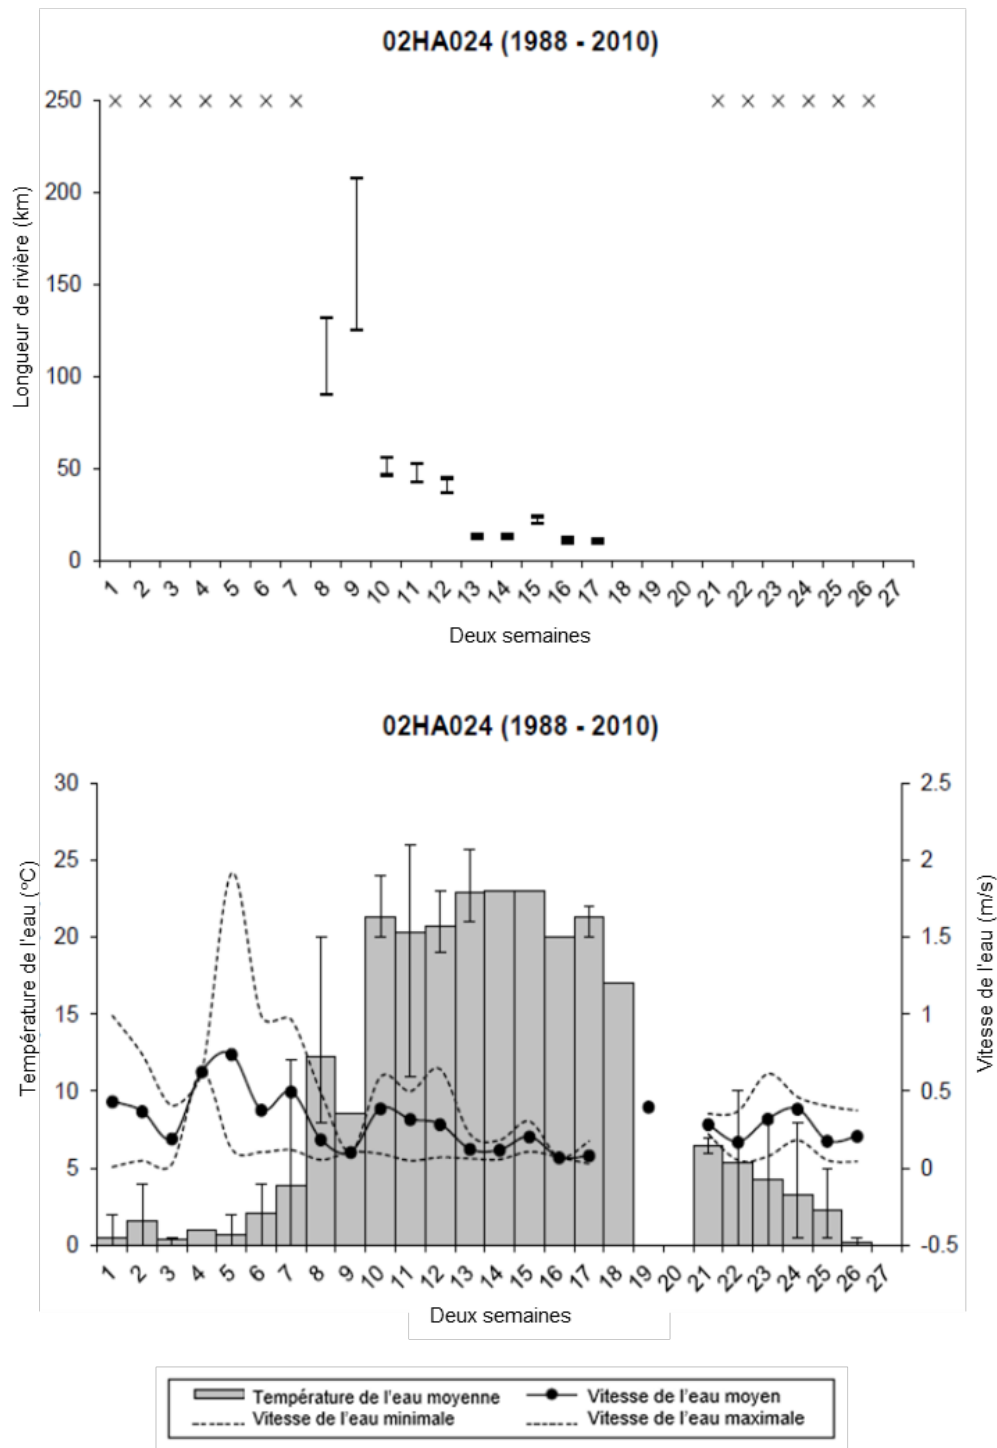 02HA024 (1988 - 2010)
250
200
150
100
50
0
Longueur de rivière (km)
1 2 3 4 5 6 7 8 9 10 11 12 13 14 15 16 17 18 19 20 21 22 23 24 25 26 27
Deux semaines
02HA024 (1988 - 2010)
30
25
20
15
10
5
0
Température de l'eau (°C)
2.5
2
1.5
1
0.5
0
-0.5
Vitesse de l'eau (m/s)
1 2 3 4 5 6 7 8 9 10 11 12 13 14 15 16 17 18 19 20 21 22 23 24 25 26 27
Deux semaines
Température de l'eau moyenne
Vitesse de l'eau moyen
Vitesse de l'eau minimale
Vitesse de l'eau maximale